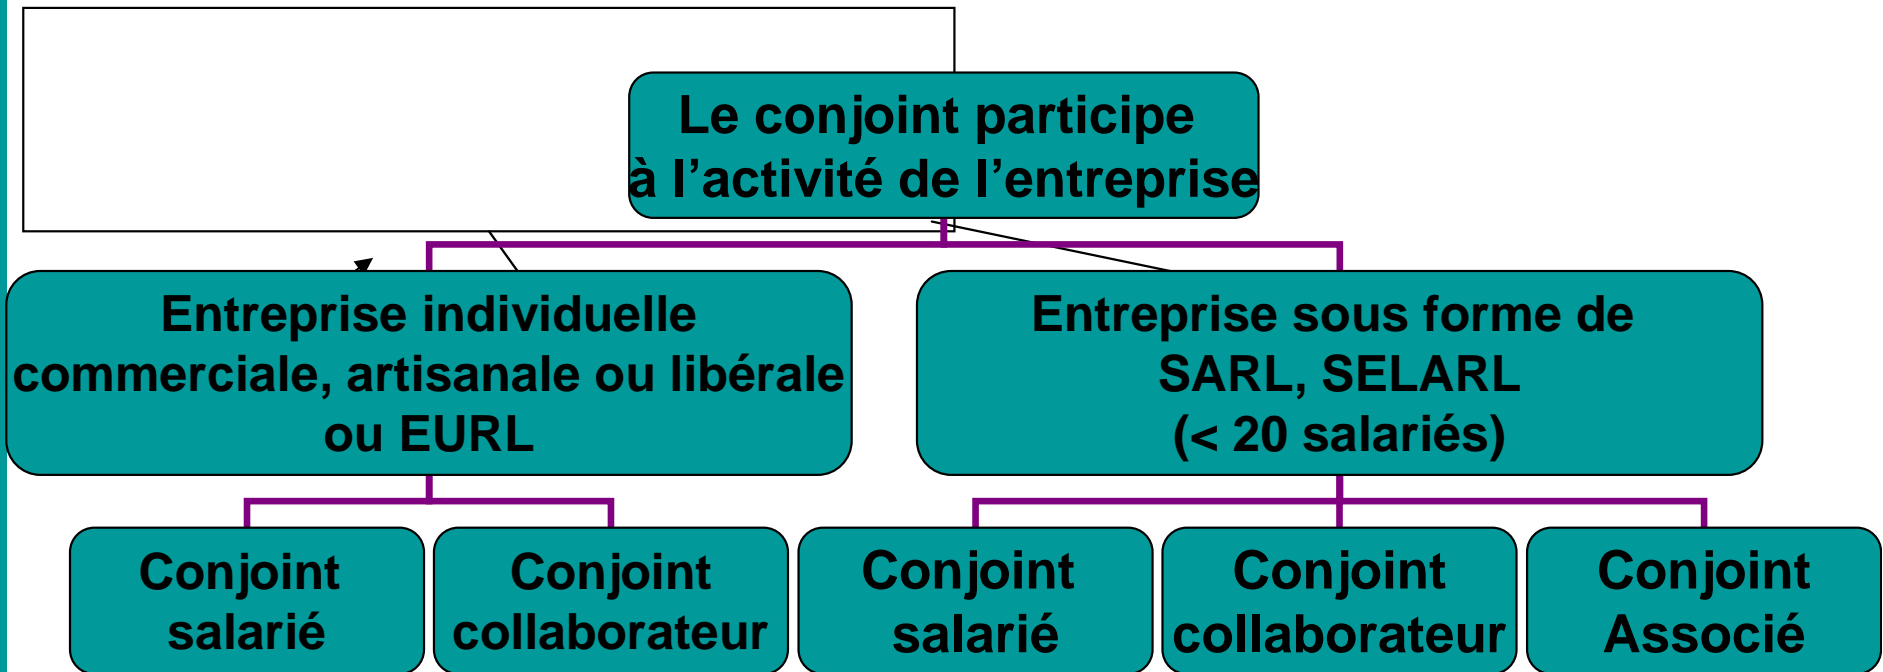 Le conjoint participe
à l’activité de l’entreprise
Entreprise individuelle
commerciale, artisanale ou libérale
ou EURL
Entreprise sous forme de
SARL, SELARL
(< 20 salariés)
Conjoint
salarié
Conjoint
collaborateur
Conjoint
salarié
Conjoint
collaborateur
Conjoint
Associé